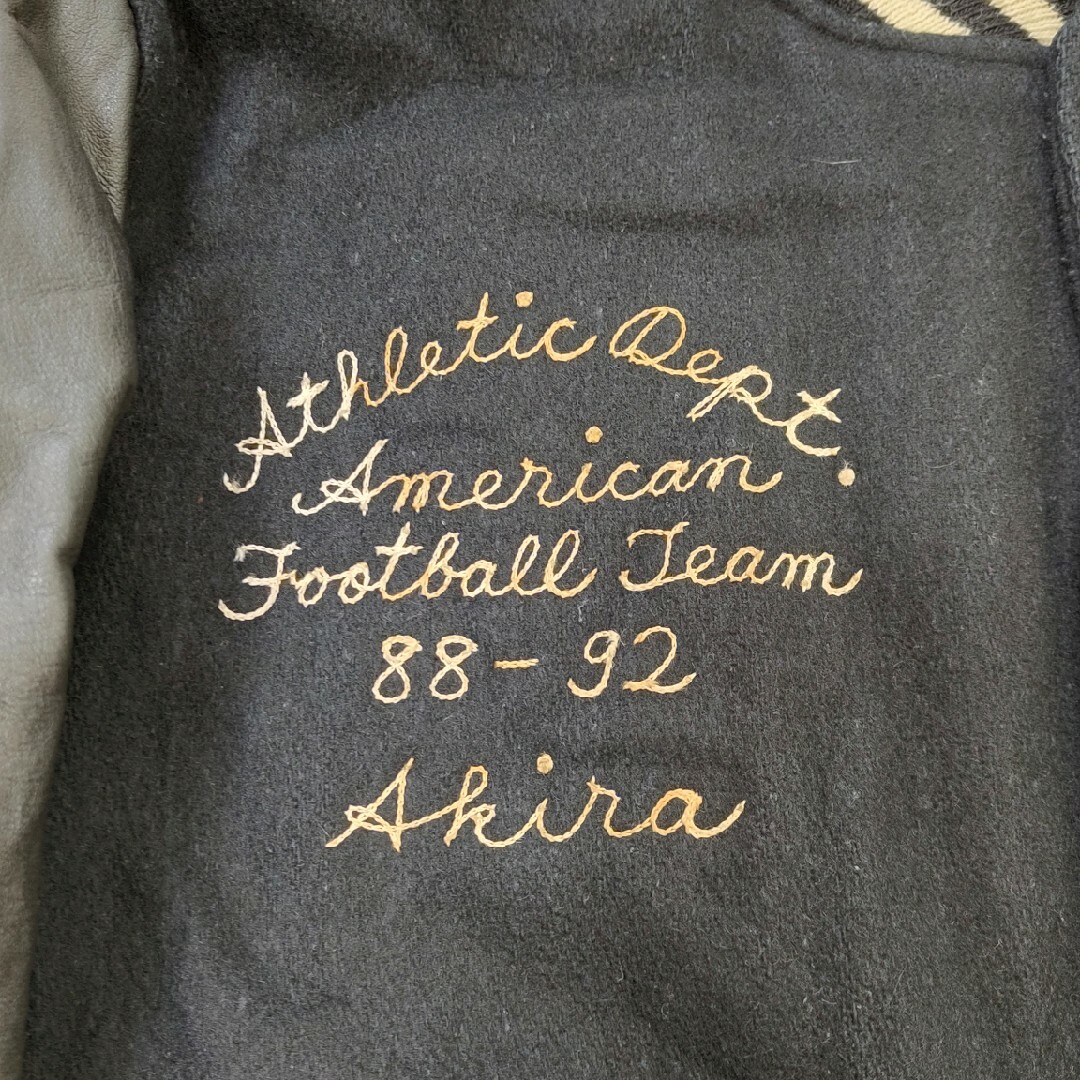 Athletic Dept.
American
Football Team
88-92
Akira